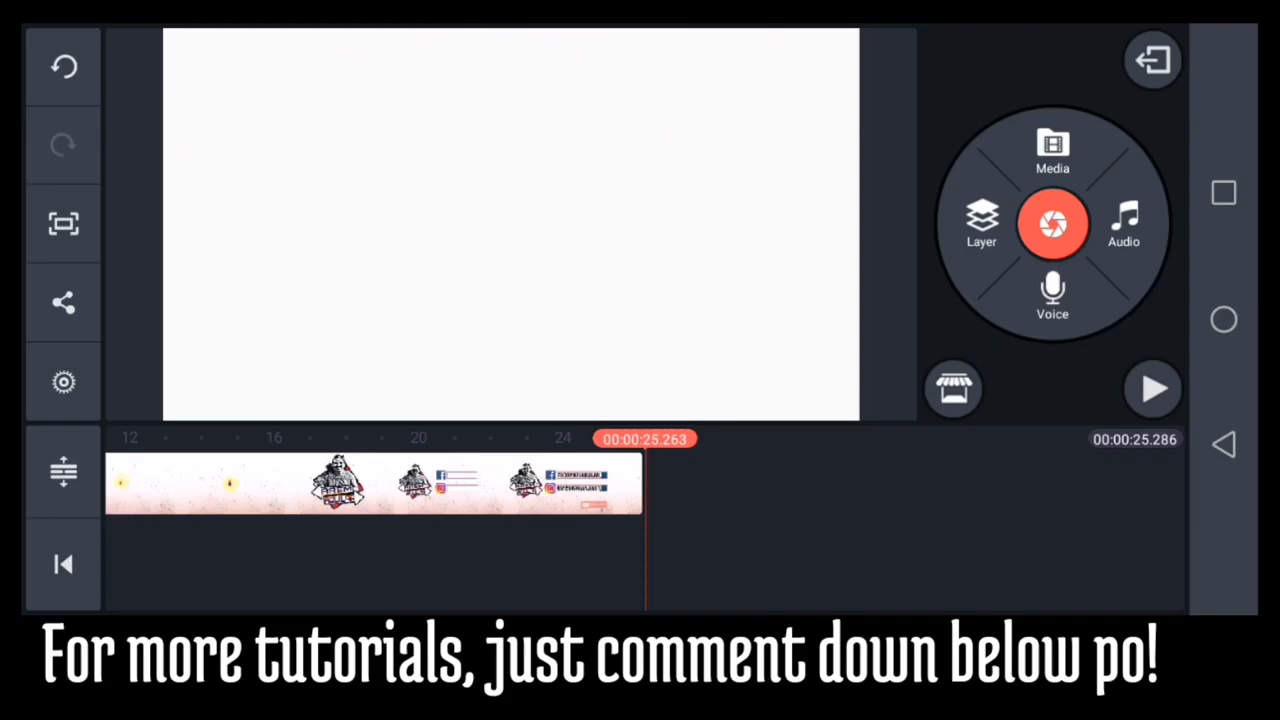 Media
Layer
Audio
Voice
12
16
20
24
00:00:25.263
00:00:25.286
For more tutorials, just comment down below po!